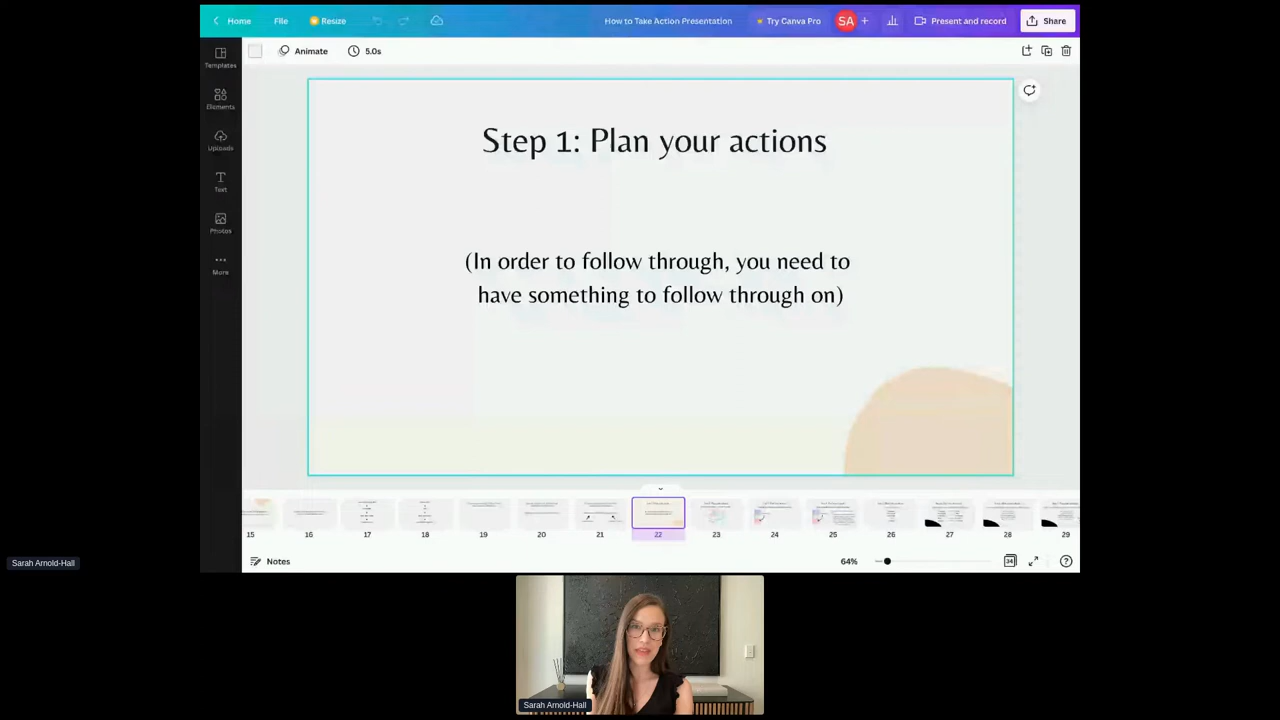 Home
File
Resize
How to Take Action Presentation
Try Canva Pro
SA
Present and record
Share
Animate
5.0s
Templates
Elements
Uploads
Text
Photos
More
Step 1: Plan your actions
(In order to follow through, you need to
have something to follow through on)
15 16 17 18 19 20 21 22 23 24 25 26 27 28 29
Notes
64%
34
Sarah Arnold-Hall
Sarah Arnold-Hall